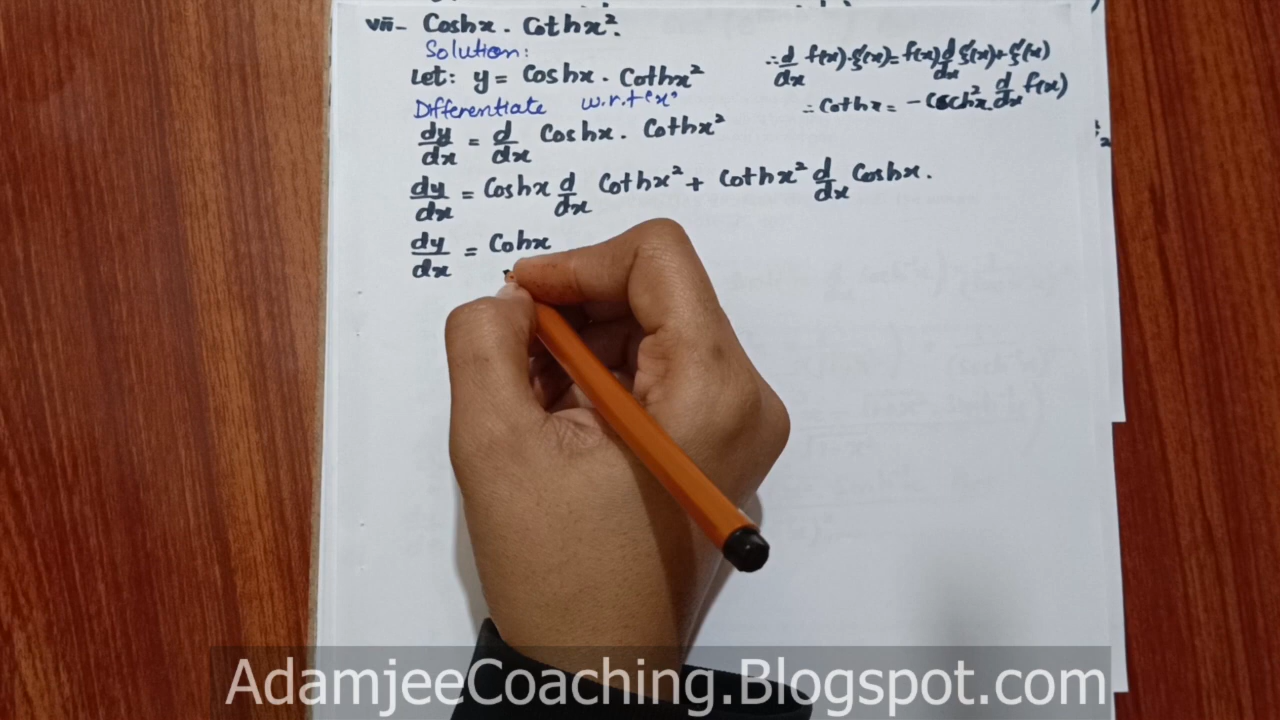 vii- Coshx . Cothx².
Solution:
Let: y = Coshx . Cothx²
∴ d/dx f(x).g(x) = f(x) d/dx g(x) + g(x) d/dx f(x)
Differentiate w.r.t 'x'
∴ Cothx = -Csch²x
dy/dx = d/dx Coshx . Cothx²
dy/dx = Coshx d/dx Cothx² + Cothx² d/dx Coshx.
dy/dx = Cohx
AdamjeeCoaching.Blogspot.com